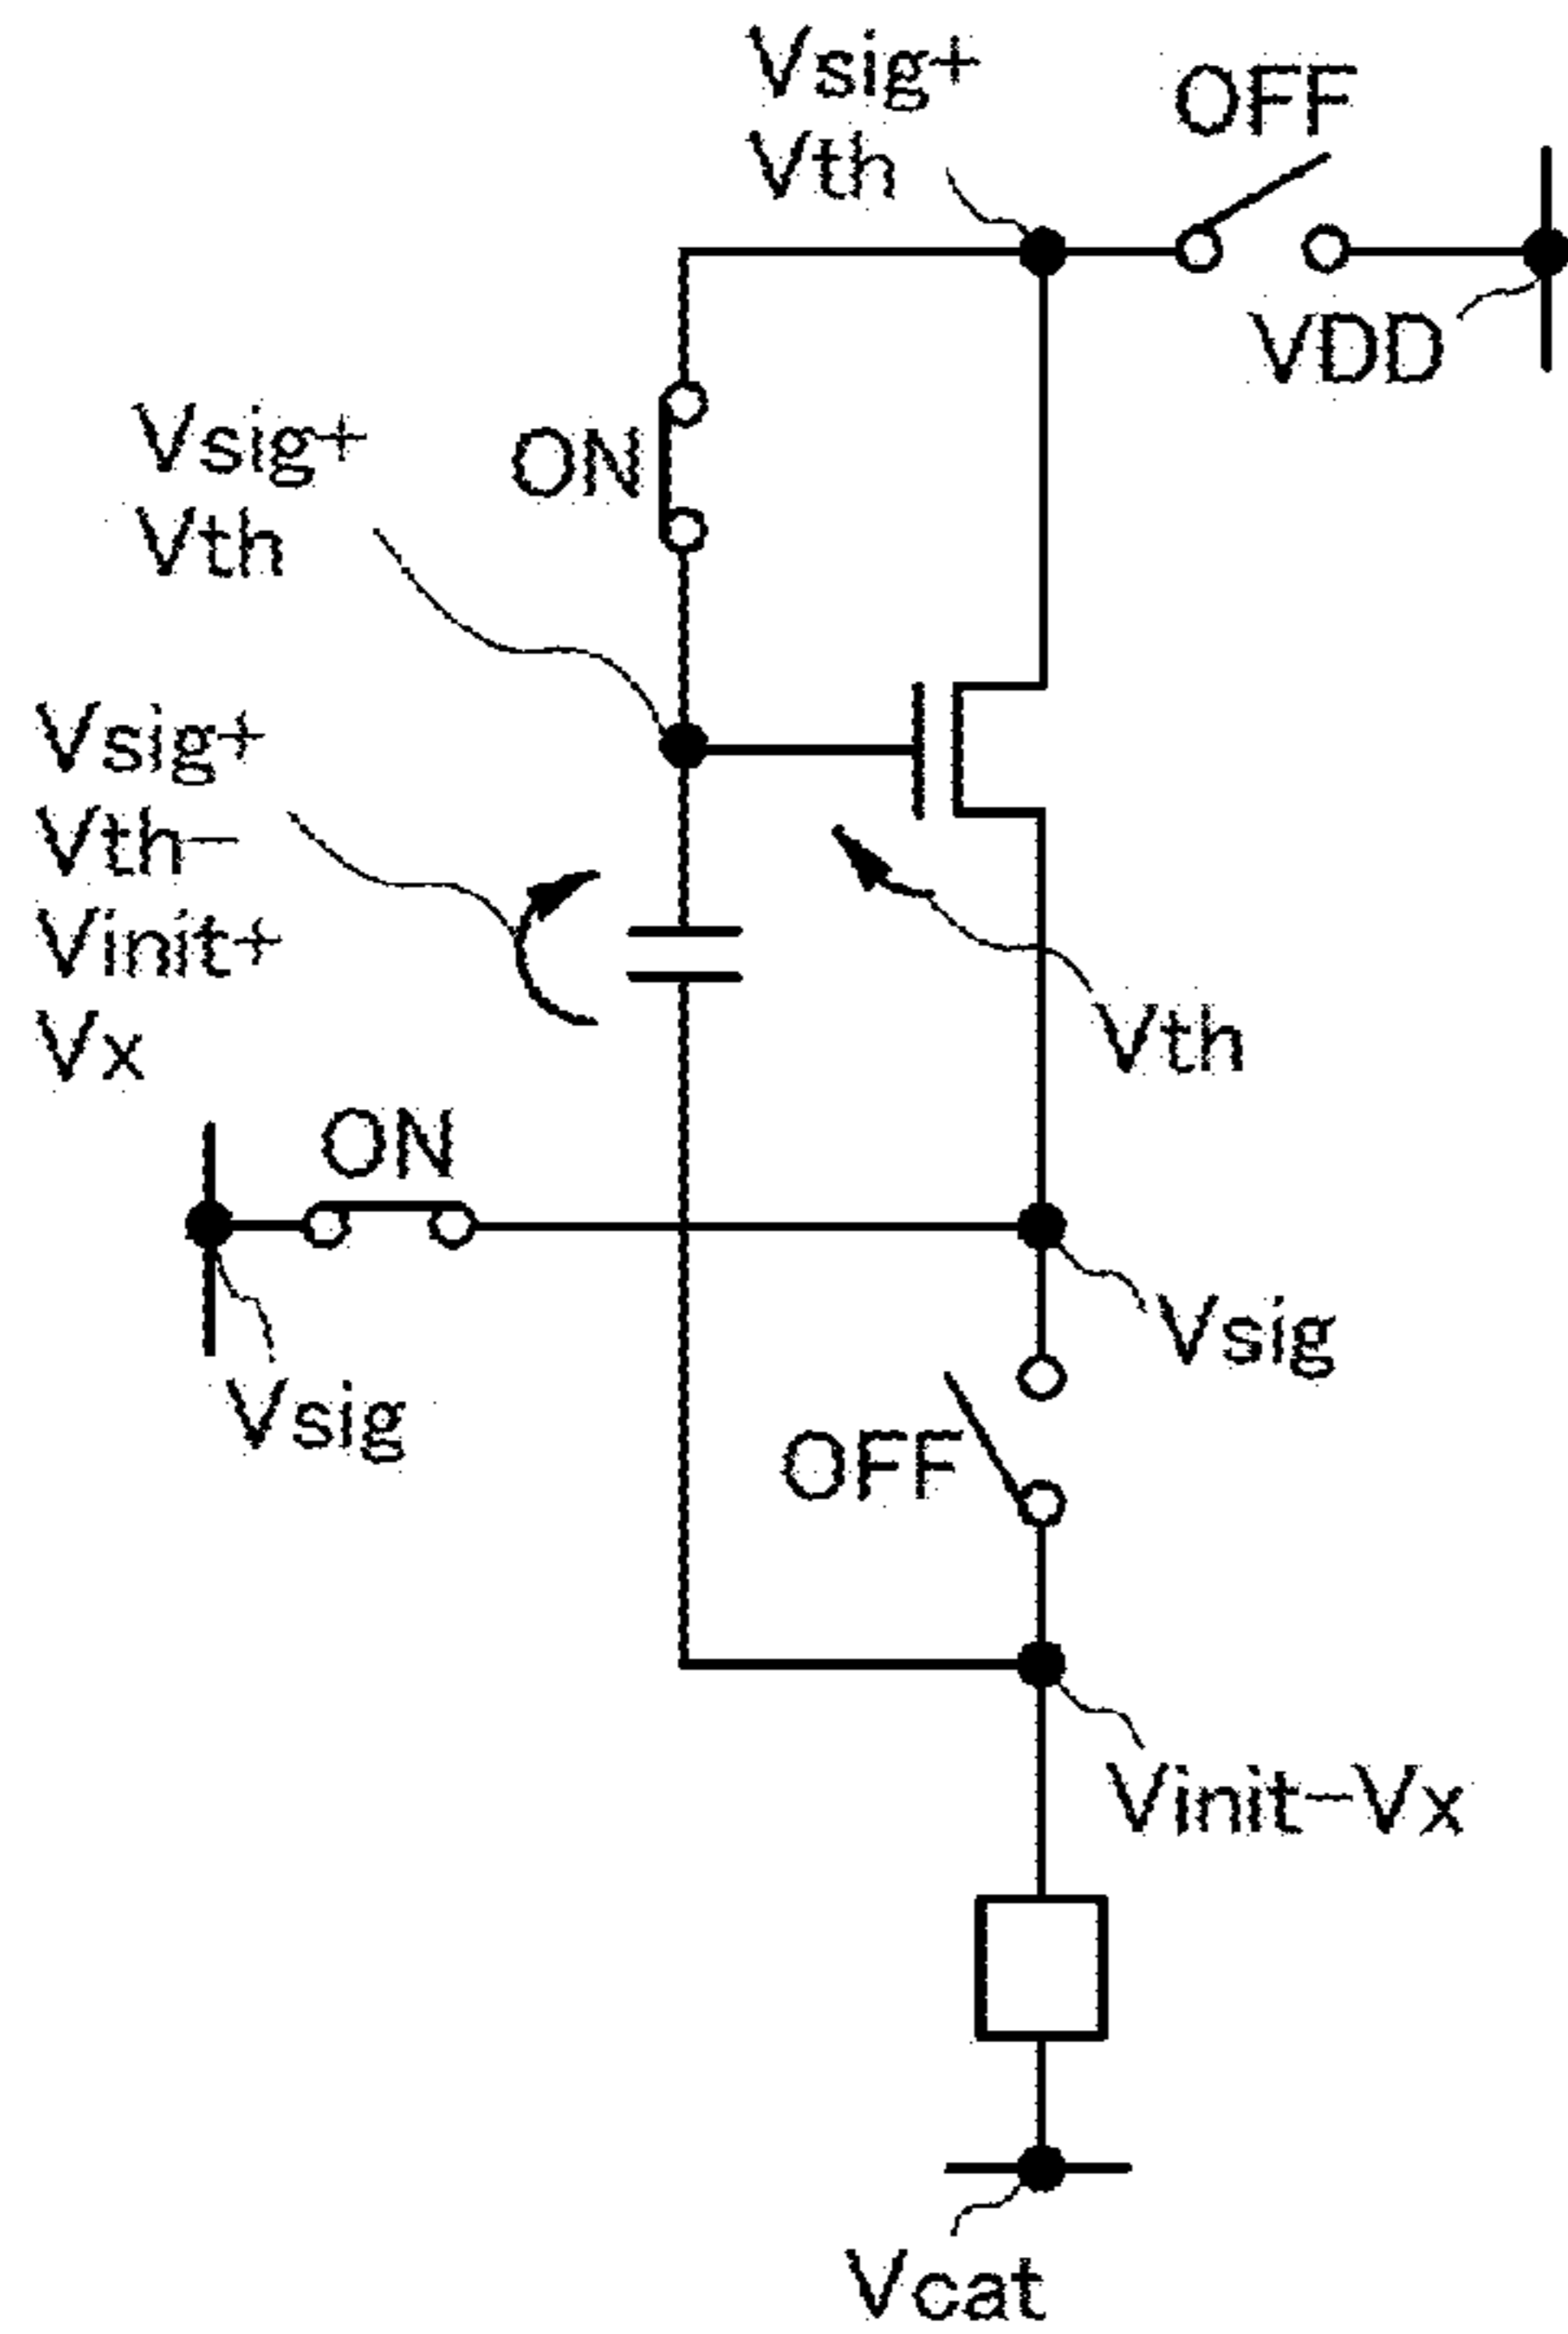 Vsig+
Vth
OFF
VDD
Vsig+
Vth
ON
Vsig+
Vth−
Vinit+
Vx
Vth
ON
Vsig
Vsig
OFF
Vinit−Vx
Vcat